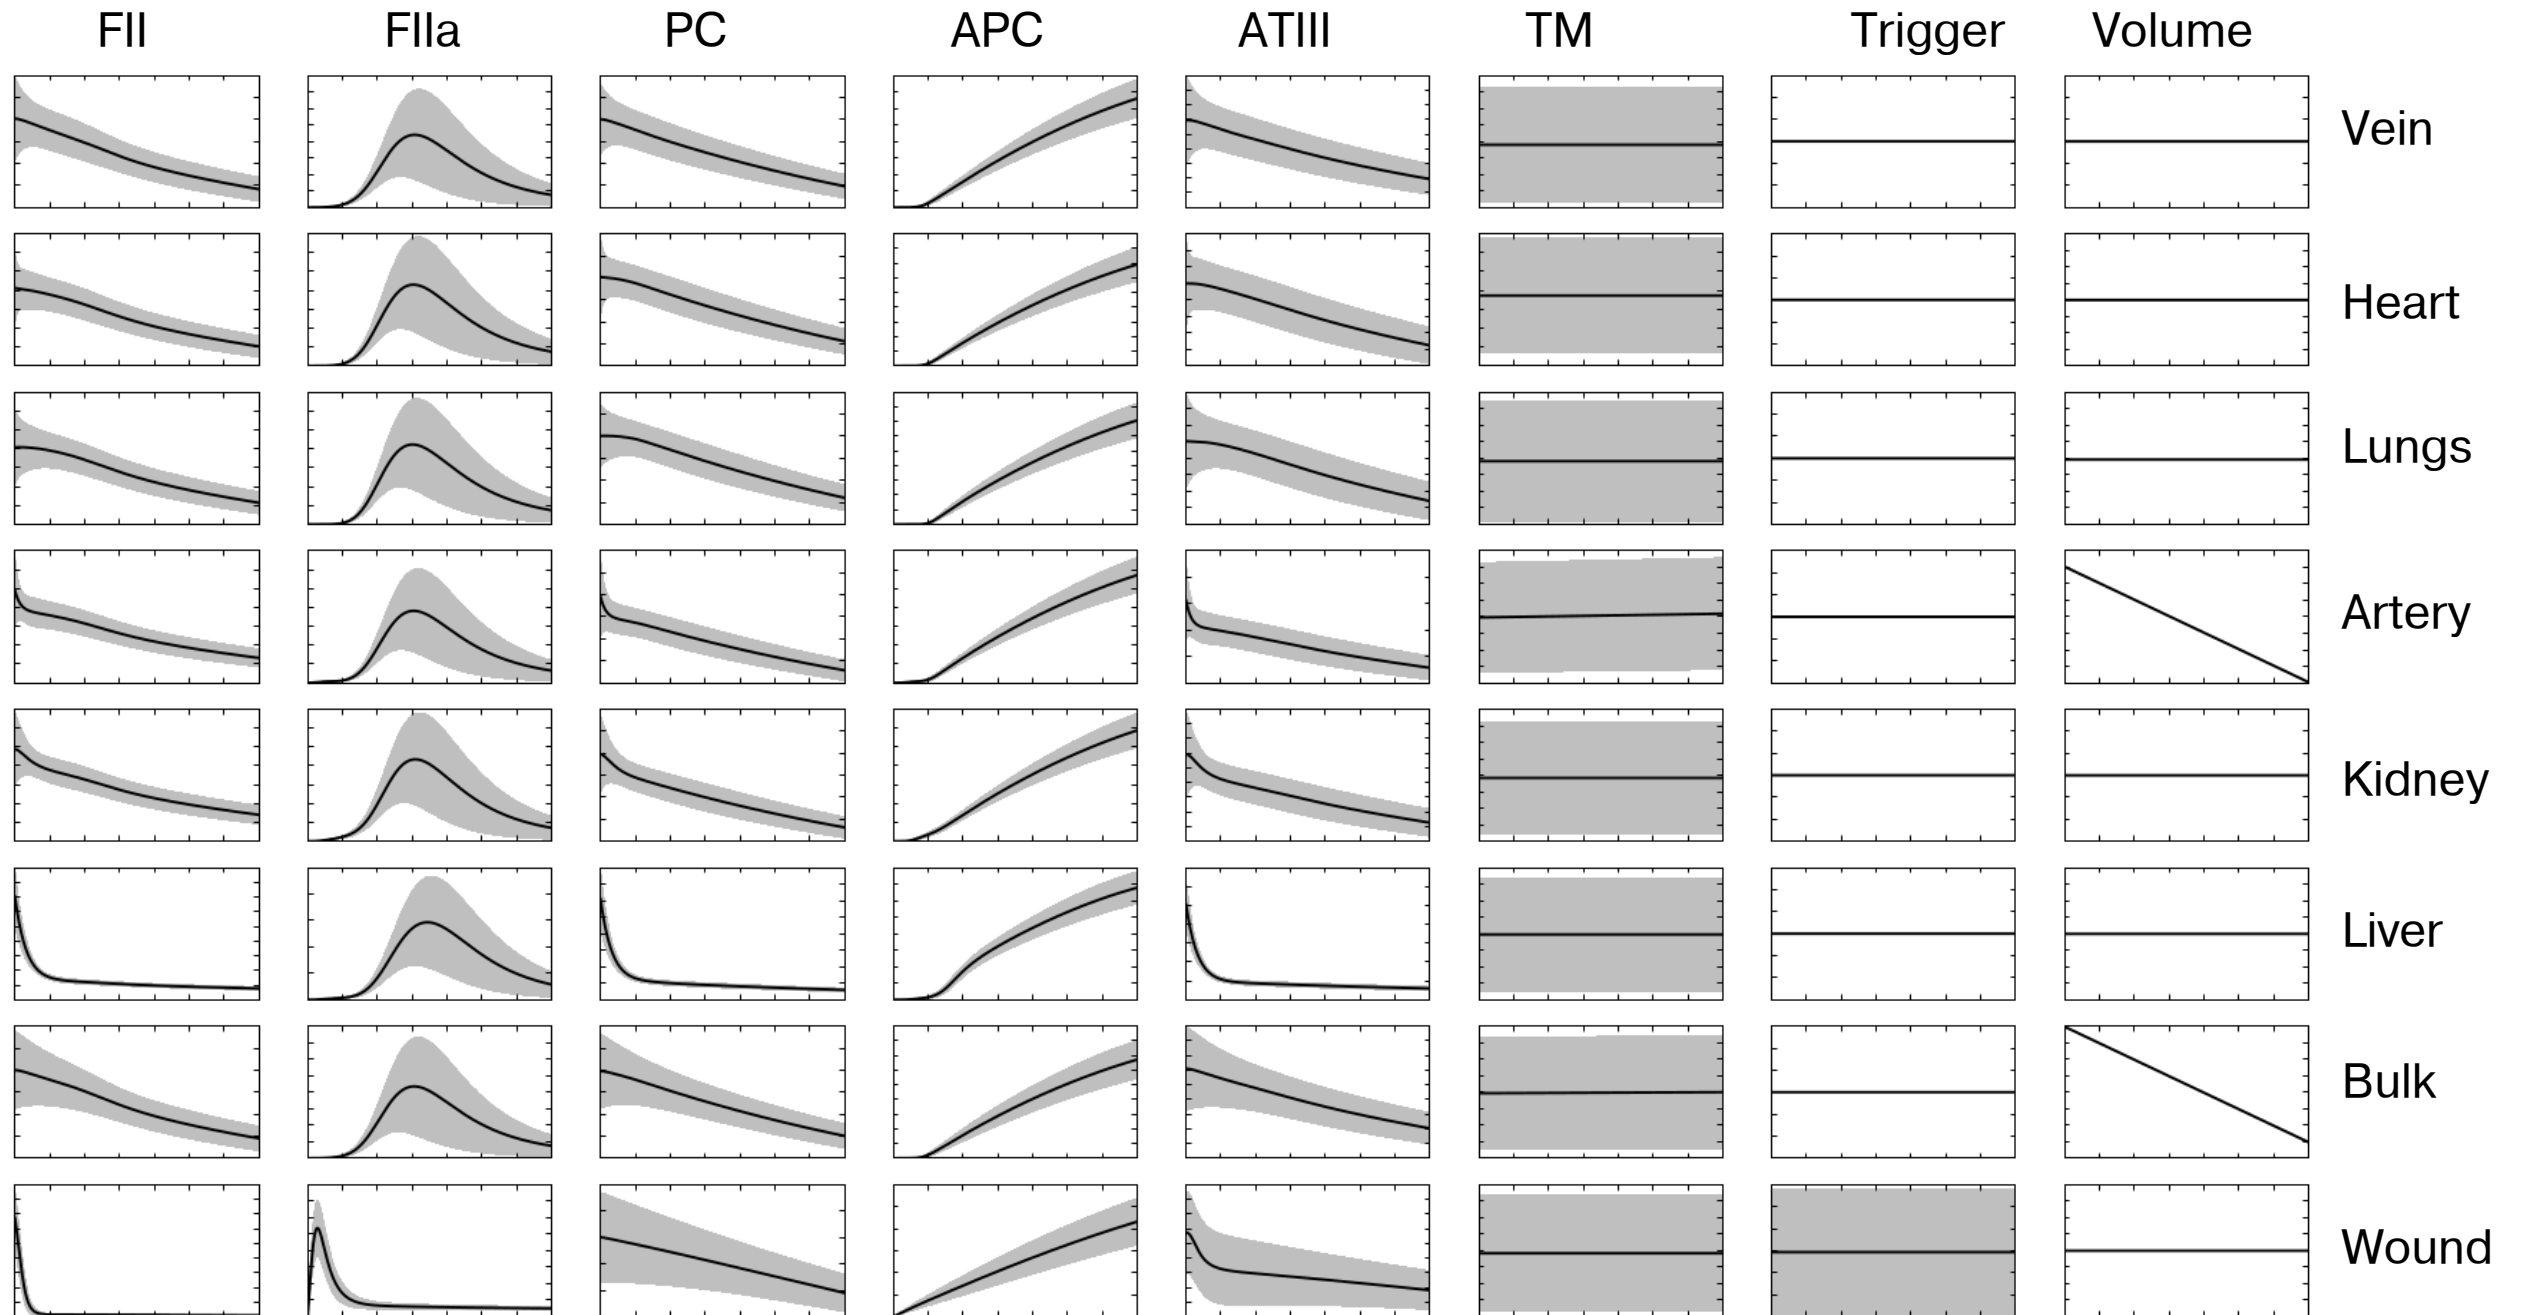 FII FIIa PC APC ATIII TM Trigger Volume
Vein
Heart
Lungs
Artery
Kidney
Liver
Bulk
Wound